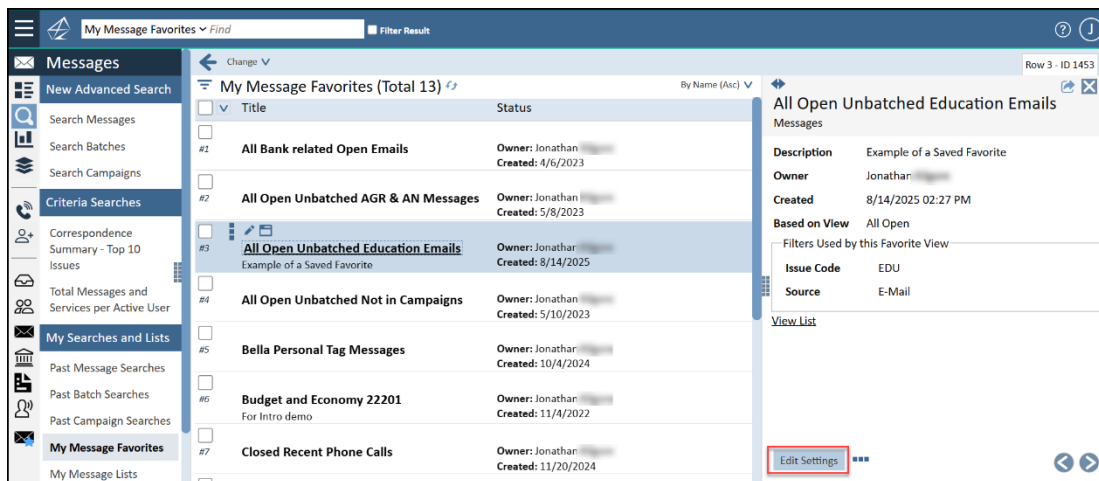 My Message Favorites Find
Filter Result
? J
Messages
New Advanced Search
Search Messages
Search Batches
Search Campaigns
Criteria Searches
Correspondence
Summary - Top 10
Issues
Total Messages and
Services per Active User
My Searches and Lists
Past Message Searches
Past Batch Searches
Past Campaign Searches
My Message Favorites
My Message Lists
Change
My Message Favorites (Total 13)
By Name (Asc)
Title Status
#1 All Bank related Open Emails
Owner: Jonathan
Created: 4/6/2023
#2 All Open Unbatched AGR & AN Messages
Owner: Jonathan
Created: 5/8/2023
#3 All Open Unbatched Education Emails
Example of a Saved Favorite
Owner: Jonathan
Created: 8/14/2025
#4 All Open Unbatched Not in Campaigns
Owner: Jonathan
Created: 5/10/2023
#5 Bella Personal Tag Messages
Owner: Jonathan
Created: 10/4/2024
#6 Budget and Economy 22201
For Intro demo
Owner: Jonathan
Created: 11/4/2022
#7 Closed Recent Phone Calls
Owner: Jonathan
Created: 11/20/2024
Row 3 - ID 1453
All Open Unbatched Education Emails
Messages
Description Example of a Saved Favorite
Owner Jonathan
Created 8/14/2025 02:27 PM
Based on View All Open
Filters Used by this Favorite View
Issue Code EDU
Source E-Mail
View List
Edit Settings